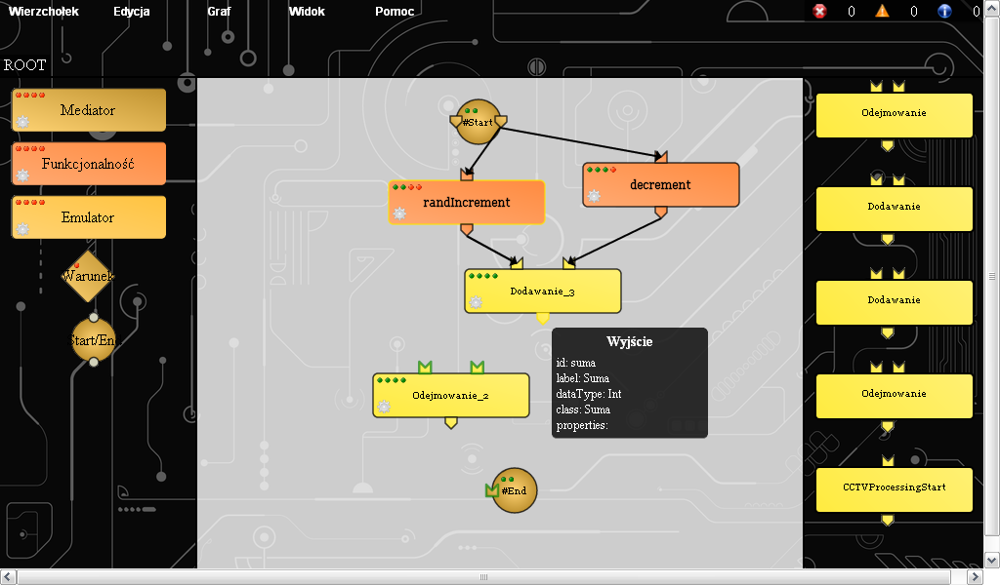 Wierzchołek Edycja Graf Widok Pomoc 0 0 0
ROOT
Mediator
Funkcjonalność
Emulator
Warunek
Start/En
#Start
randIncrement
decrement
Dodawanie_3
Wyjście
id: suma
label: Suma
dataType: Int
class: Suma
properties:
Odejmowanie_2
#End
Odejmowanie
Dodawanie
Dodawanie
Odejmowanie
CCTVProcessingStart